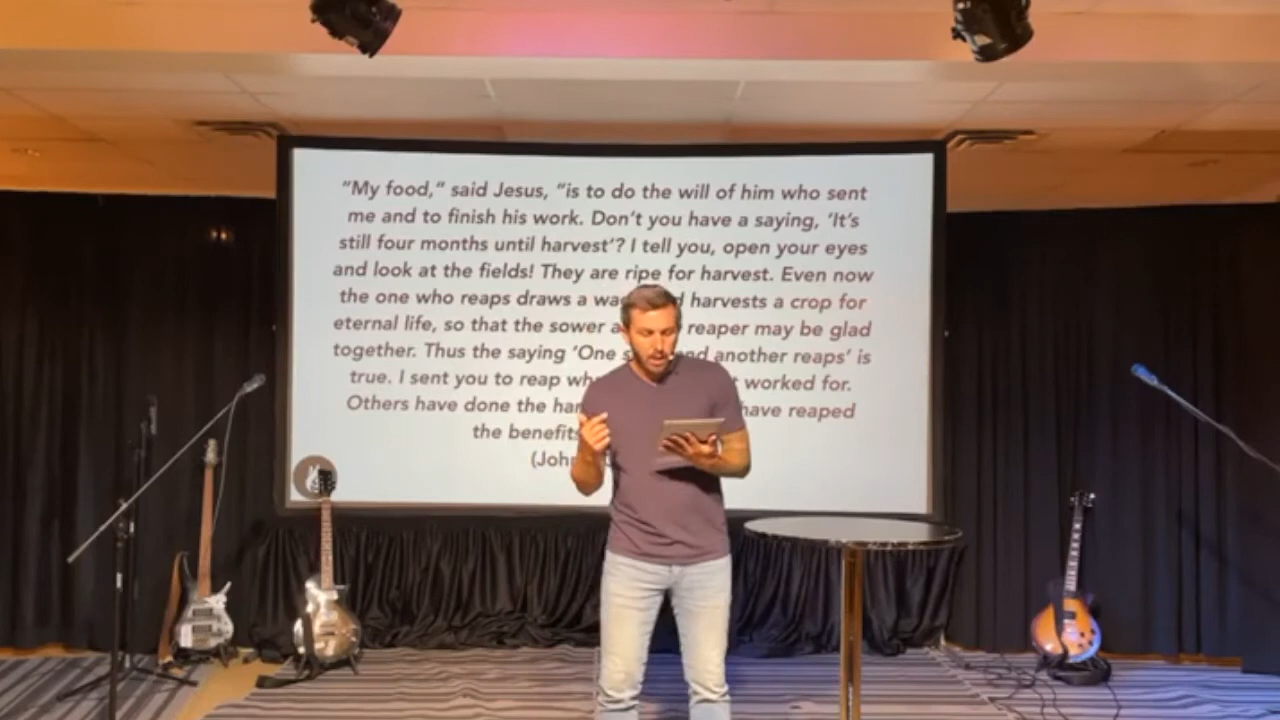 “My food,” said Jesus, “is to do the will of him who sent
me and to finish his work. Don’t you have a saying, ‘It’s
still four months until harvest’? I tell you, open your eyes
and look at the fields! They are ripe for harvest. Even now
the one who reaps draws a harvests a crop for
eternal life, so that the sower reaper may be glad
together. Thus the saying ‘One another reaps’ is
true. I sent you to reap worked for.
Others have done the have reaped
the